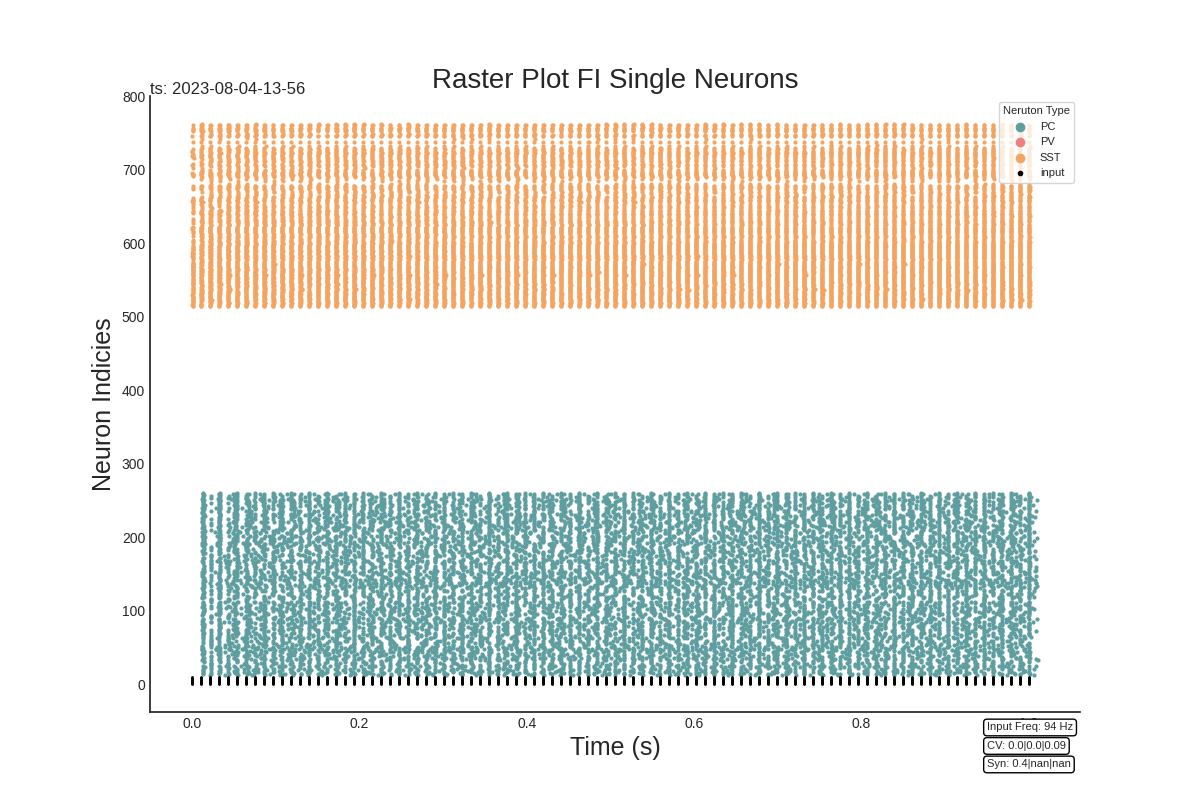 Raster Plot FI Single Neurons
ts: 2023-08-04-13-56
Neruton Type
PC
PV
SST
input
800
700
600
500
400
300
200
100
0
Neuron Indicies
0.0 0.2 0.4 0.6 0.8
Time (s)
Input Freq: 94 Hz
CV: 0.0|0.0|0.09
Syn: 0.4|nan|nan